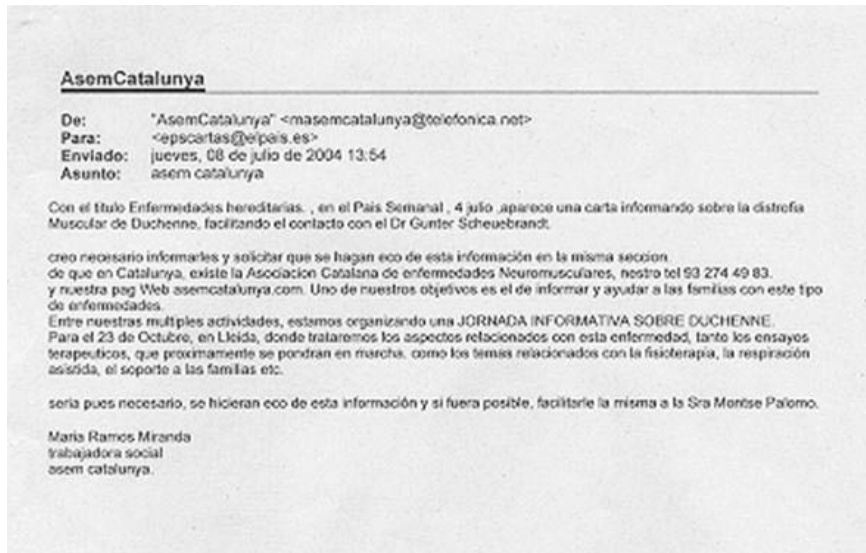 AsemCatalunya
De: "AsemCatalunya" <masemcatalunya@telefonica.net>
Para: <epscartas@elpais.es>
Enviado: jueves, 08 de julio de 2004 13:54
Asunto: asem catalunya
Con el titulo Enfermedades hereditarias. , en el Pais Semanal , 4 julio ,aparece una carta informando sobre la distrofia
Muscular de Duchenne, facilitando el contacto con el Dr Gunter Scheuebrandt.
creo necesario informarles y solicitar que se hagan eco de esta información en la misma seccion.
de que en Catalunya, existe la Asociacion Catalana de enfermedades Neuromusculares, nestro tel 93 274 49 83.
y nuestra pag Web asemcatalunya.com. Uno de nuestros objetivos es el de informar y ayudar a las familias con este tipo
de enfermedades.
Entre nuestras multiples actividades, estamos organizando una JORNADA INFORMATIVA SOBRE DUCHENNE.
Para el 23 de Octubre, en Lleida, donde trataremos los aspectos relacionados con esta enfermedad, tanto los ensayos
terapeuticos, que proximamente se pondran en marcha. como los temas relacionados con la fisioterapia, la respiración
asistida, el soporte a las familias etc.
seria pues necesario, se hicieran eco de esta información y si fuera posible, facilitarle la misma a la Sra Montse Palomo.
Maria Ramos Miranda
trabajadora social
asem catalunya.